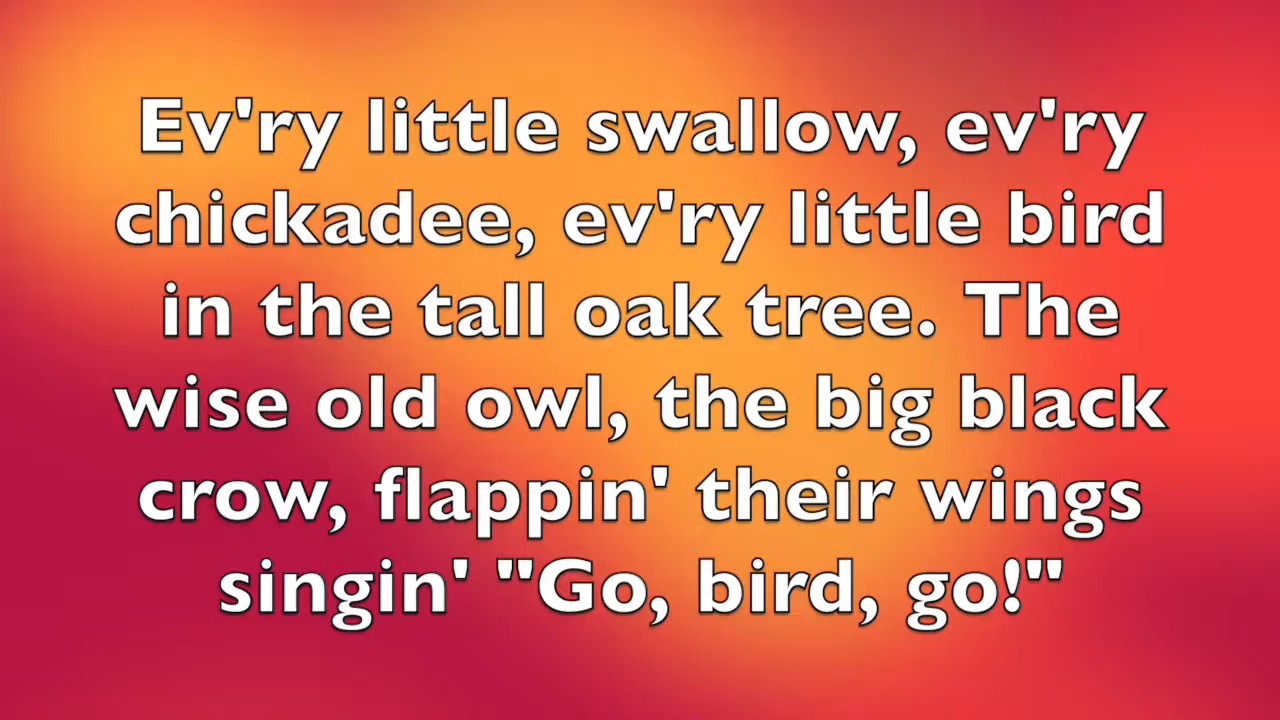 Ev'ry little swallow, ev'ry
chickadee, ev'ry little bird
in the tall oak tree. The
wise old owl, the big black
crow, flappin' their wings
singin' "Go, bird, go!"